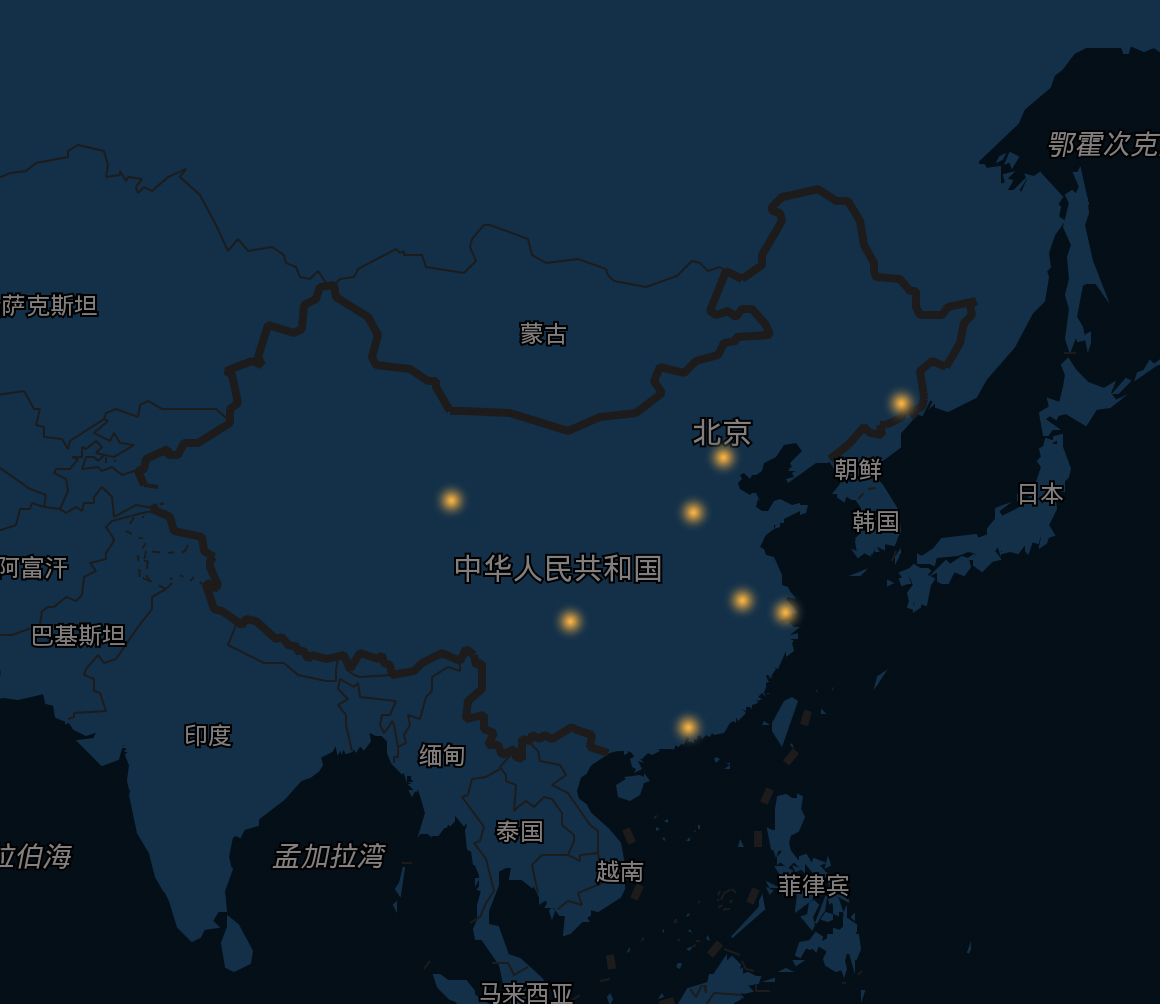 鄂霍次克
萨克斯坦
蒙古
北京
朝鲜
日本
韩国
中华人民共和国
阿富汗
巴基斯坦
印度
缅甸
泰国
拉伯海
孟加拉湾
越南
菲律宾
马来西亚